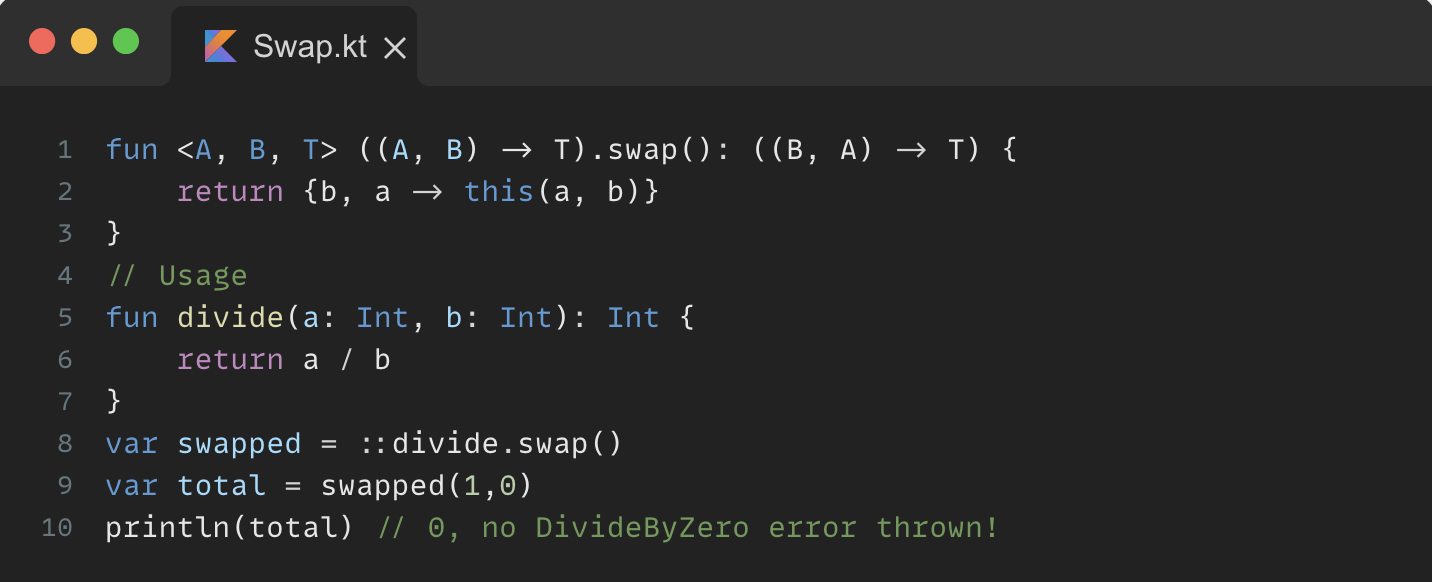 Swap.kt
1 fun <A, B, T> ((A, B) -> T).swap(): ((B, A) -> T) {
2     return {b, a -> this(a, b)}
3 }
4 // Usage
5 fun divide(a: Int, b: Int): Int {
6     return a / b
7 }
8 var swapped = ::divide.swap()
9 var total = swapped(1,0)
10 println(total) // 0, no DivideByZero error thrown!